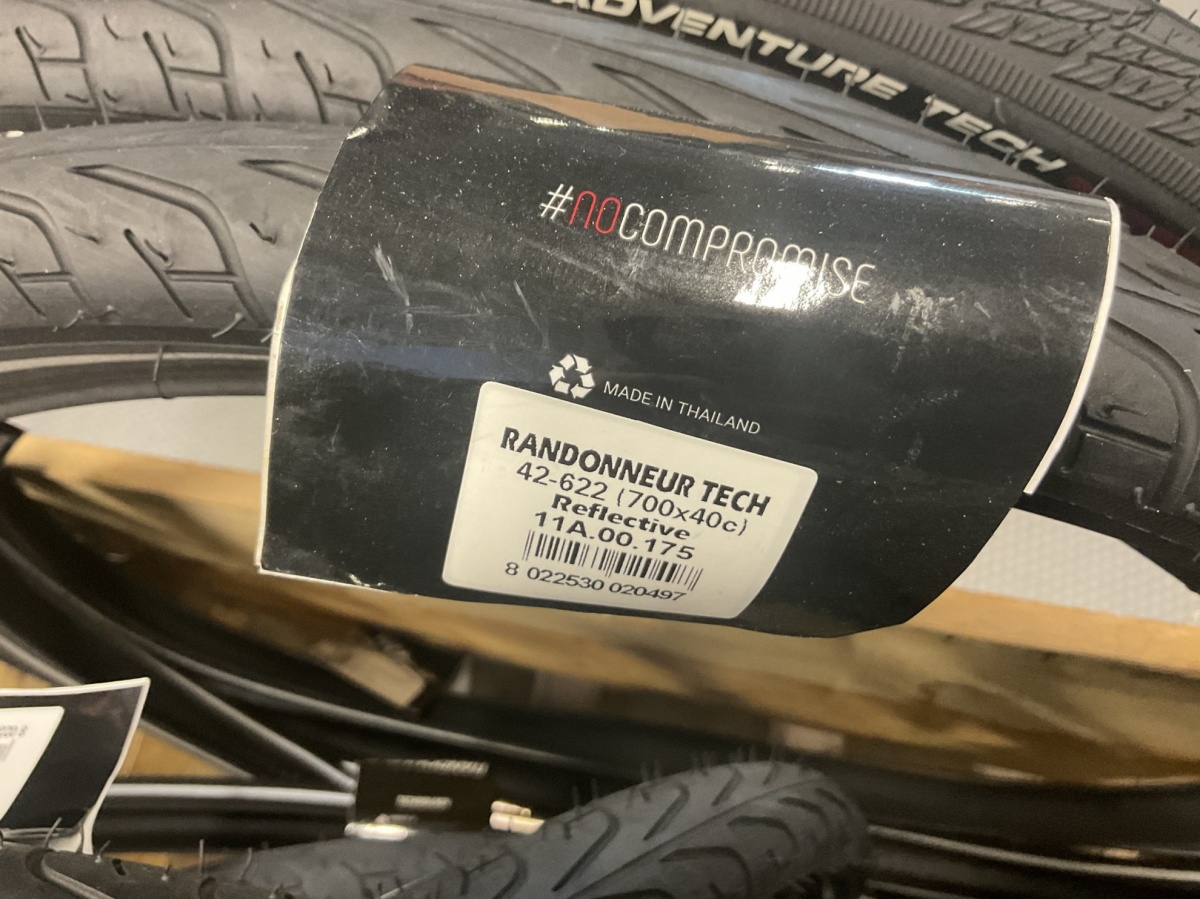 ADVENTURE TECH
#noCOMPROMISE
MADE IN THAILAND
RANDONNEUR TECH
42-622 (700x40c)
Reflective
11A.00.175
8 022530 020497